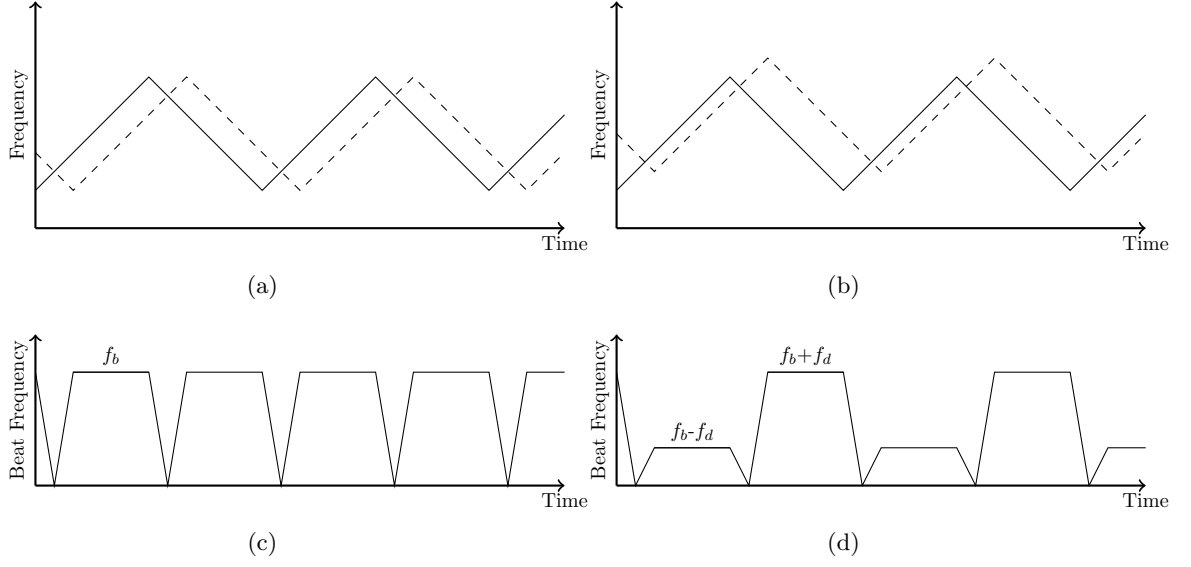 Frequency
Time
(a)
Frequency
Time
(b)
Beat Frequency
f_b
Time
(c)
Beat Frequency
f_b-f_d
f_b+f_d
Time
(d)